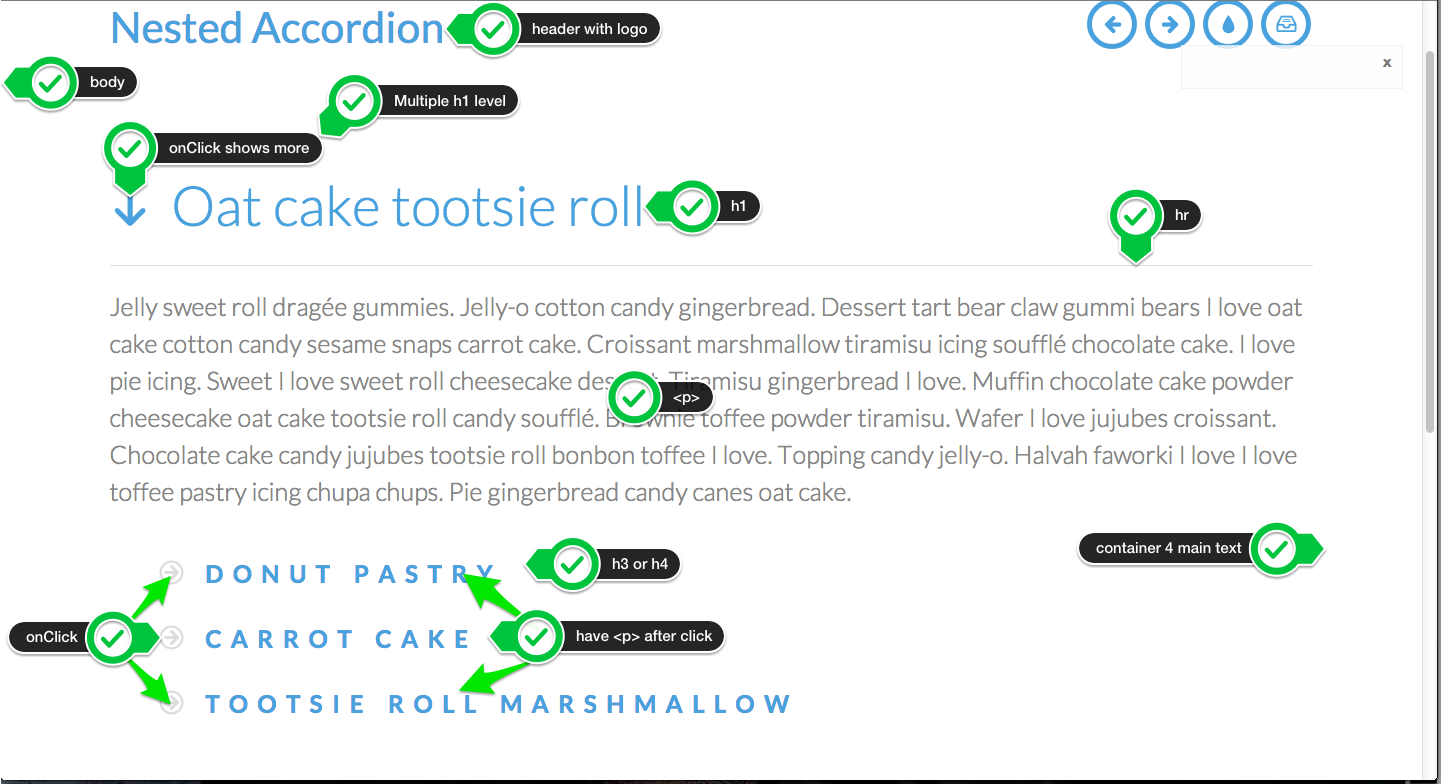 Nested Accordion
header with logo
x
body
Multiple h1 level
onClick shows more
Oat cake tootsie roll
h1
hr
Jelly sweet roll dragée gummies. Jelly-o cotton candy gingerbread. Dessert tart bear claw gummi bears I love oat
cake cotton candy sesame snaps carrot cake. Croissant marshmallow tiramisu icing soufflé chocolate cake. I love
pie icing. Sweet I love sweet roll cheesecake dessert. Tiramisu gingerbread I love. Muffin chocolate cake powder
<p>
cheesecake oat cake tootsie roll candy soufflé. Brownie toffee powder tiramisu. Wafer I love jujubes croissant.
Chocolate cake candy jujubes tootsie roll bonbon toffee I love. Topping candy jelly-o. Halvah faworki I love I love
toffee pastry icing chupa chups. Pie gingerbread candy canes oat cake.
container 4 main text
DONUT PASTRY
h3 or h4
onClick
CARROT CAKE
have <p> after click
TOOTSIE ROLL MARSHMALLOW